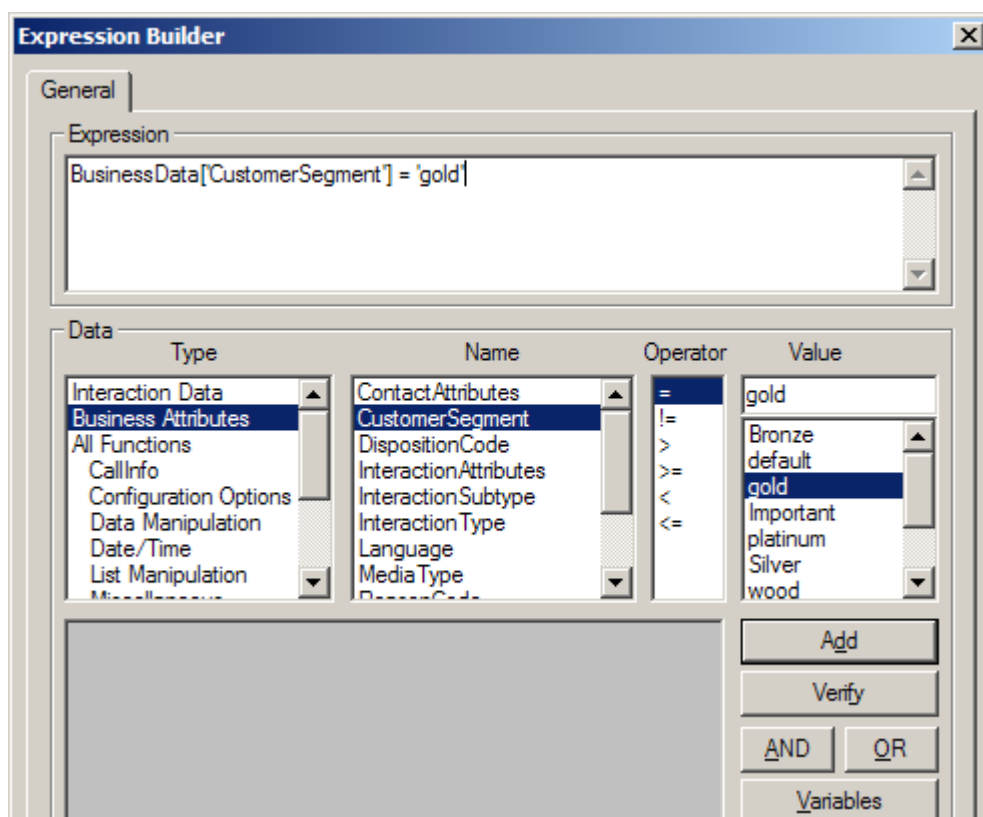 Expression Builder
General
Expression
BusinessData['CustomerSegment'] = 'gold'
Data
Type
Name
Operator
Value
Interaction Data
Business Attributes
All Functions
CallInfo
Configuration Options
Data Manipulation
Date/Time
List Manipulation
ContactAttributes
CustomerSegment
DispositionCode
InteractionAttributes
InteractionSubtype
InteractionType
Language
MediaType
ReasonCode
=
!=
>
>=
<
<=
gold
Bronze
default
gold
Important
platinum
Silver
wood
Add
Verify
AND
OR
Variables